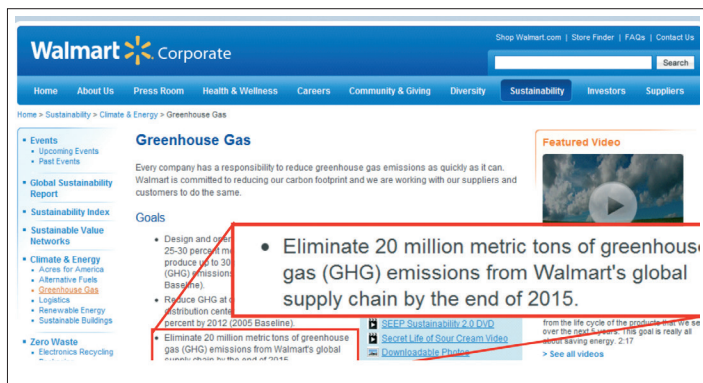 Shop Walmart.com | Store Finder | FAQs | Contact Us
Walmart Corporate
Search
Home About Us Press Room Health & Wellness Careers Community & Giving Diversity Sustainability Investors Suppliers
Home > Sustainability > Climate & Energy > Greenhouse Gas
Events
Upcoming Events
Past Events
Global Sustainability
Report
Sustainability Index
Sustainable Value
Networks
Climate & Energy
Acres for America
Alternative Fuels
Greenhouse Gas
Logistics
Renewable Energy
Sustainable Buildings
Zero Waste
Electronics Recycling
Greenhouse Gas
Every company has a responsibility to reduce greenhouse gas emissions as quickly as it can.
Walmart is committed to reducing our carbon footprint and we are working with our suppliers and
customers to do the same.
Goals
Design and
25-30 percent
produce up to 30
(GHG) emissions
Baseline).
Reduce GHG at
distribution
percent by 2012 (2005 Baseline).
Eliminate 20 million metric tons of greenhouse
gas (GHG) emissions from Walmart's global
supply chain by the end of 2015.
• Eliminate 20 million metric tons of greenhouse
gas (GHG) emissions from Walmart's global
supply chain by the end of 2015.
SEEP Sustainability 2.0 DVD
Secret Life of Sour Cream Video
Downloadable Photos
Featured Video
from the life cycle of the products that we
over the next 5 years. This goal is really all
about saving energy. 2:17
> See all videos